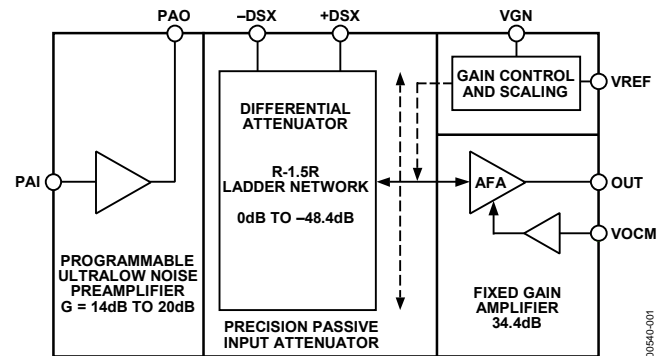 PAO
–DSX
+DSX
VGN
GAIN CONTROL
AND SCALING
VREF
DIFFERENTIAL
ATTENUATOR
R-1.5R
LADDER NETWORK
0dB TO –48.4dB
PAI
AFA
OUT
VOCM
PROGRAMMABLE
ULTRALOW NOISE
PREAMPLIFIER
G = 14dB TO 20dB
PRECISION PASSIVE
INPUT ATTENUATOR
FIXED GAIN
AMPLIFIER
34.4dB
00540-001